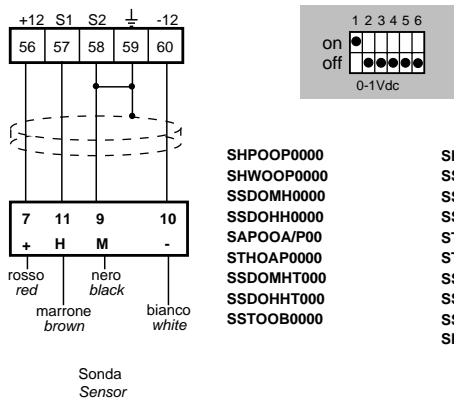 +12 S1 S2 -12
56 57 58 59 60
7 11 9 10
+ H M -
rosso nero
red black
marrone bianco
brown white
Sonda
Sensor
1 2 3 4 5 6
on
off
0-1Vdc
SHPOOP0000
SHWOOP0000
SSDOMH0000
SSDOHH0000
SAPOOA/P00
STHOAP0000
SSDOMHT000
SSDOHHT000
SSTOOB0000